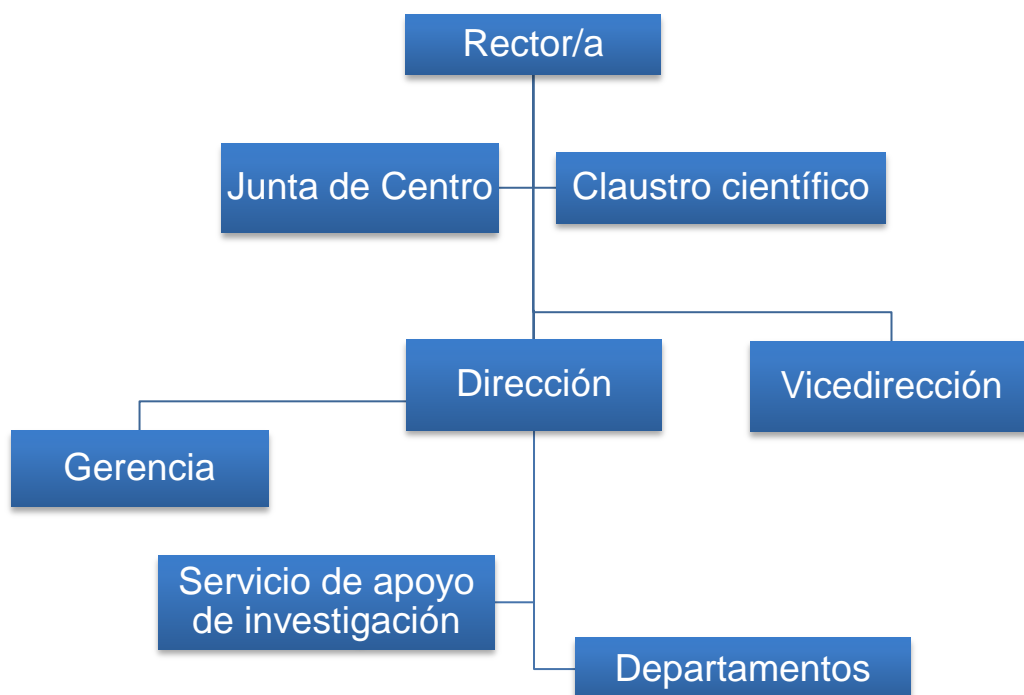 Rector/a
Junta de Centro
Claustro científico
Dirección
Vicedirección
Gerencia
Servicio de apoyo
de investigación
Departamentos